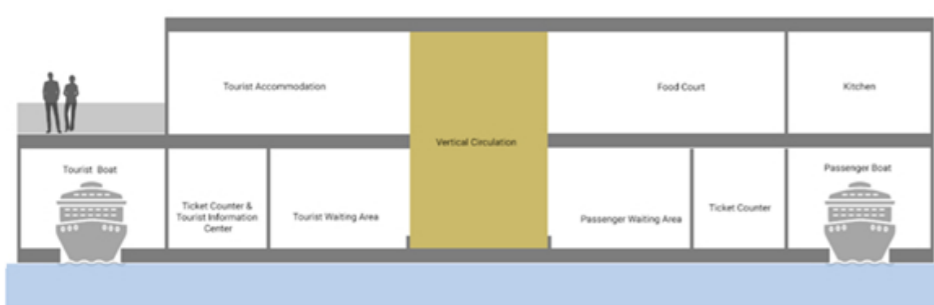 Tourist Accommodation
Food Court
Kitchen
Vertical Circulation
Tourist Boat
Ticket Counter &
Tourist Information
Center
Tourist Waiting Area
Passenger Waiting Area
Ticket Counter
Passenger Boat